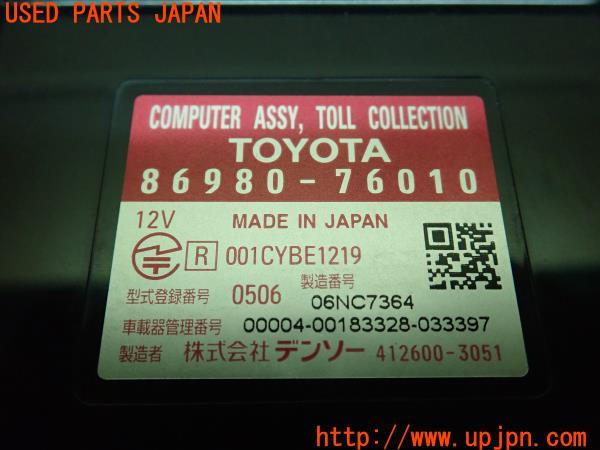 USED PARTS JAPAN
COMPUTER ASSY, TOLL COLLECTION
TOYOTA
86980-76010
12V MADE IN JAPAN
R 001CYBE1219
型式登録番号 0506 製造番号 06NC7364
車載器管理番号 00004-00183328-033397
製造者 株式会社 デンソー 412600-3051
UPJ
http://www.upjpn.com/